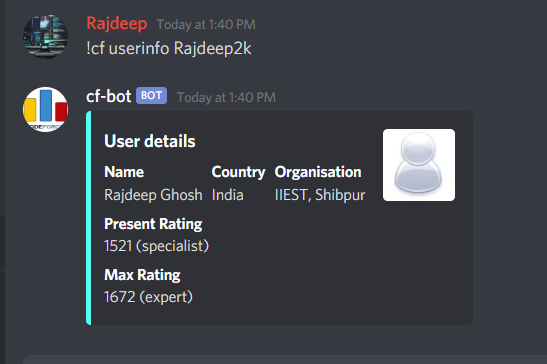 Rajdeep Today at 1:40 PM
!cf userinfo Rajdeep2k
cf-bot BOT Today at 1:40 PM
User details
Name Country Organisation
Rajdeep Ghosh India IIEST, Shibpur
Present Rating
1521 (specialist)
Max Rating
1672 (expert)